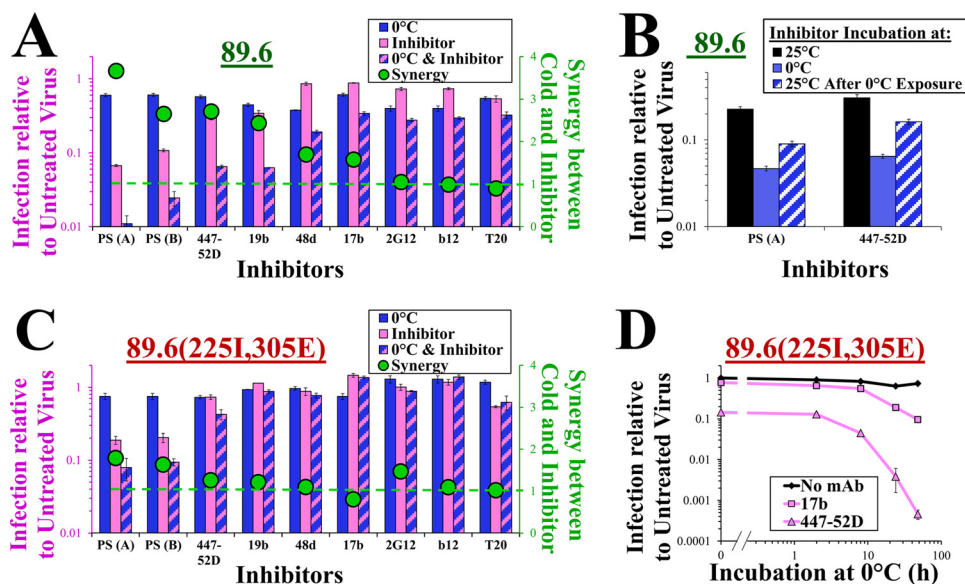 A
89.6
0°C
Inhibitor
0°C & Inhibitor
Synergy
Infection relative
to Untreated Virus
1
0.1
0.01
4
3
2
1
0
Synergy between
Cold and Inhibitor
PS (A)
PS (B)
447-
52D
19b
48d
17b
2G12
b12
T20
Inhibitors
B
89.6
Inhibitor Incubation at:
25°C
0°C
25°C After 0°C Exposure
Infection relative
to Untreated Virus
0.1
0.01
PS (A)
447-52D
Inhibitors
C
89.6(225I,305E)
0°C
Inhibitor
0°C & Inhibitor
Synergy
Infection relative
to Untreated Virus
1
0.1
0.01
4
3
2
1
0
Synergy between
Cold and Inhibitor
PS (A)
PS (B)
447-
52D
19b
48d
17b
2G12
b12
T20
Inhibitors
D
89.6(225I,305E)
Infection relative
to Untreated Virus
1
0.1
0.01
0.001
0.0001
No mAb
17b
447-52D
0
1
10
100
Incubation at 0°C (h)